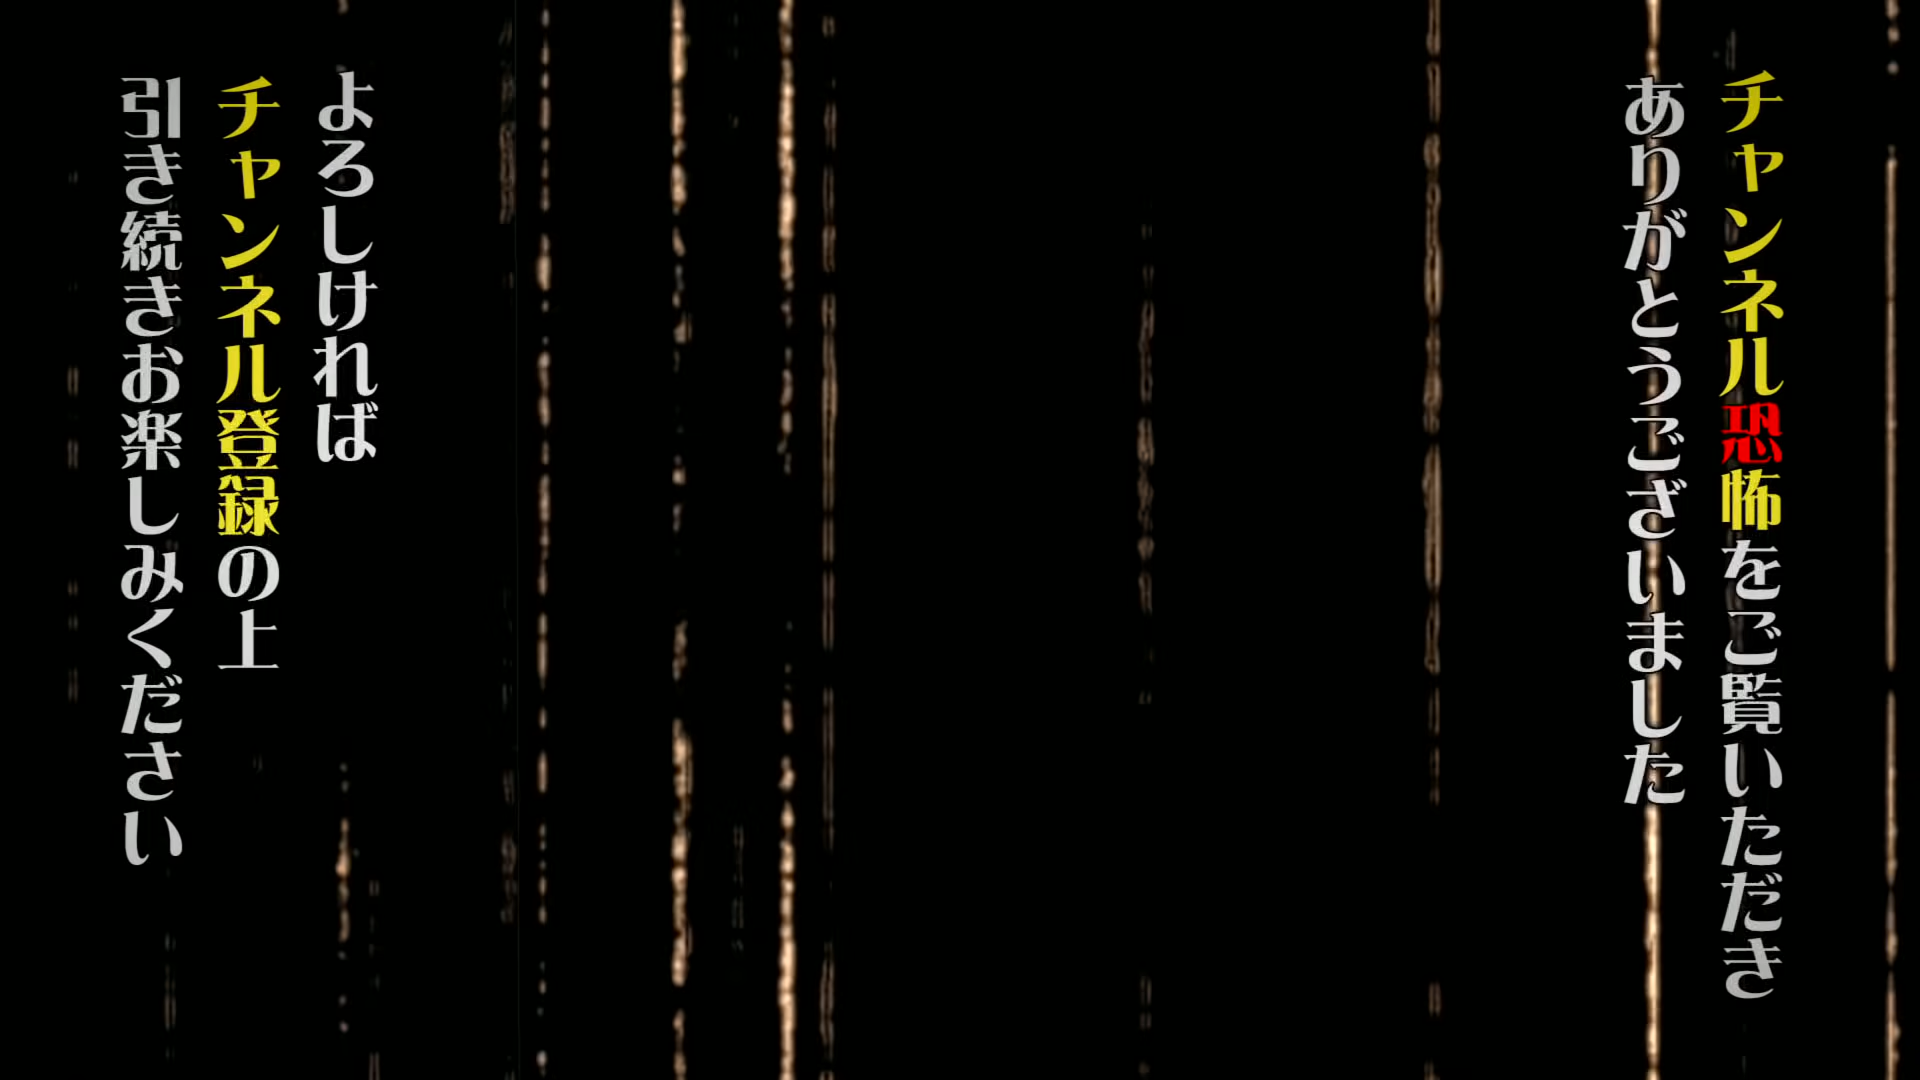 チャンネル恐怖をご覧いただき
ありがとうございました
よろしければ
チャンネル登録の上
引き続きお楽しみください